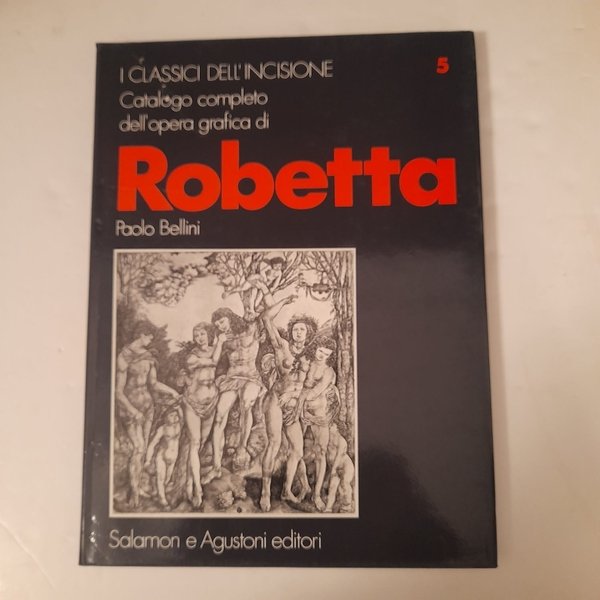 I CLASSICI DELL'INCISIONE 5
Catalogo completo
dell'opera grafica di
Robetta
Paolo Bellini
Salamon e Agustoni editori